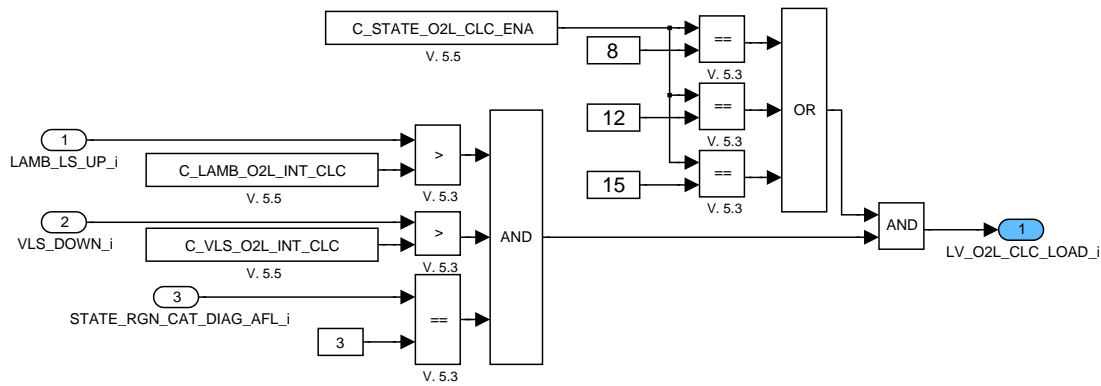 C_STATE_O2L_CLC_ENA
V. 5.5
8
==
V. 5.3
12
==
V. 5.3
15
==
V. 5.3
OR
1
LAMB_LS_UP_i
C_LAMB_O2L_INT_CLC
V. 5.5
>
V. 5.3
2
VLS_DOWN_i
C_VLS_O2L_INT_CLC
V. 5.5
>
V. 5.3
3
STATE_RGN_CAT_DIAG_AFL_i
3
==
V. 5.3
AND
AND
1
LV_O2L_CLC_LOAD_i